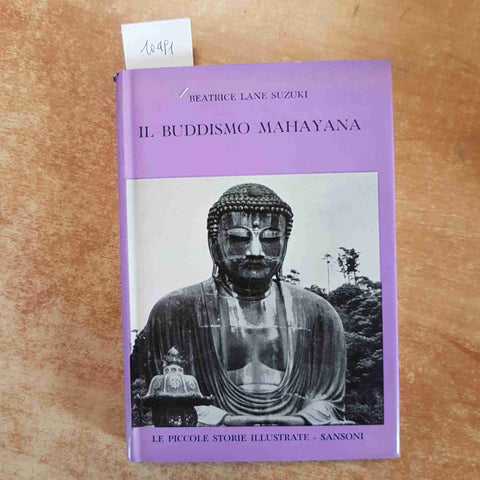 10491
BEATRICE LANE SUZUKI
IL BUDDISMO MAHAYANA
LE PICCOLE STORIE ILLUSTRATE - SANSONI